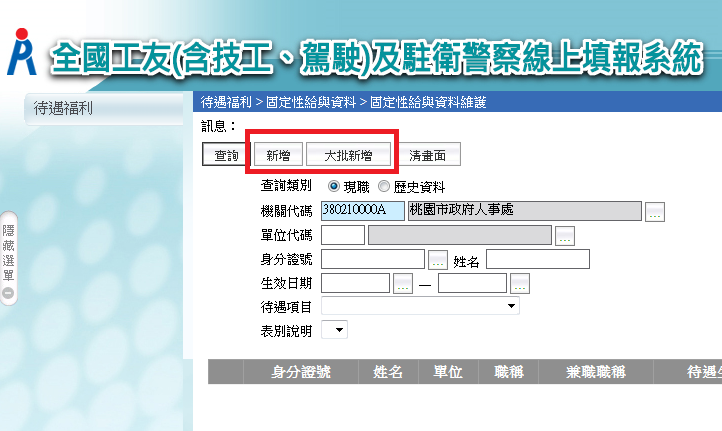 全國工友(含技工、駕駛)及駐衛警察線上填報系統
待遇福利
待遇福利 > 固定性給與資料 > 固定性給與資料維護
訊息：
查詢 新增 大批新增 清畫面
查詢類別 現職 歷史資料
機關代碼 380210000A 桃園市政府人事處 ...
單位代碼 ...
身分證號 ... 姓名
生效日期 ... — ...
待遇項目
表別說明
隱藏選單
身分證號 姓名 單位 職稱 兼職職稱 待遇